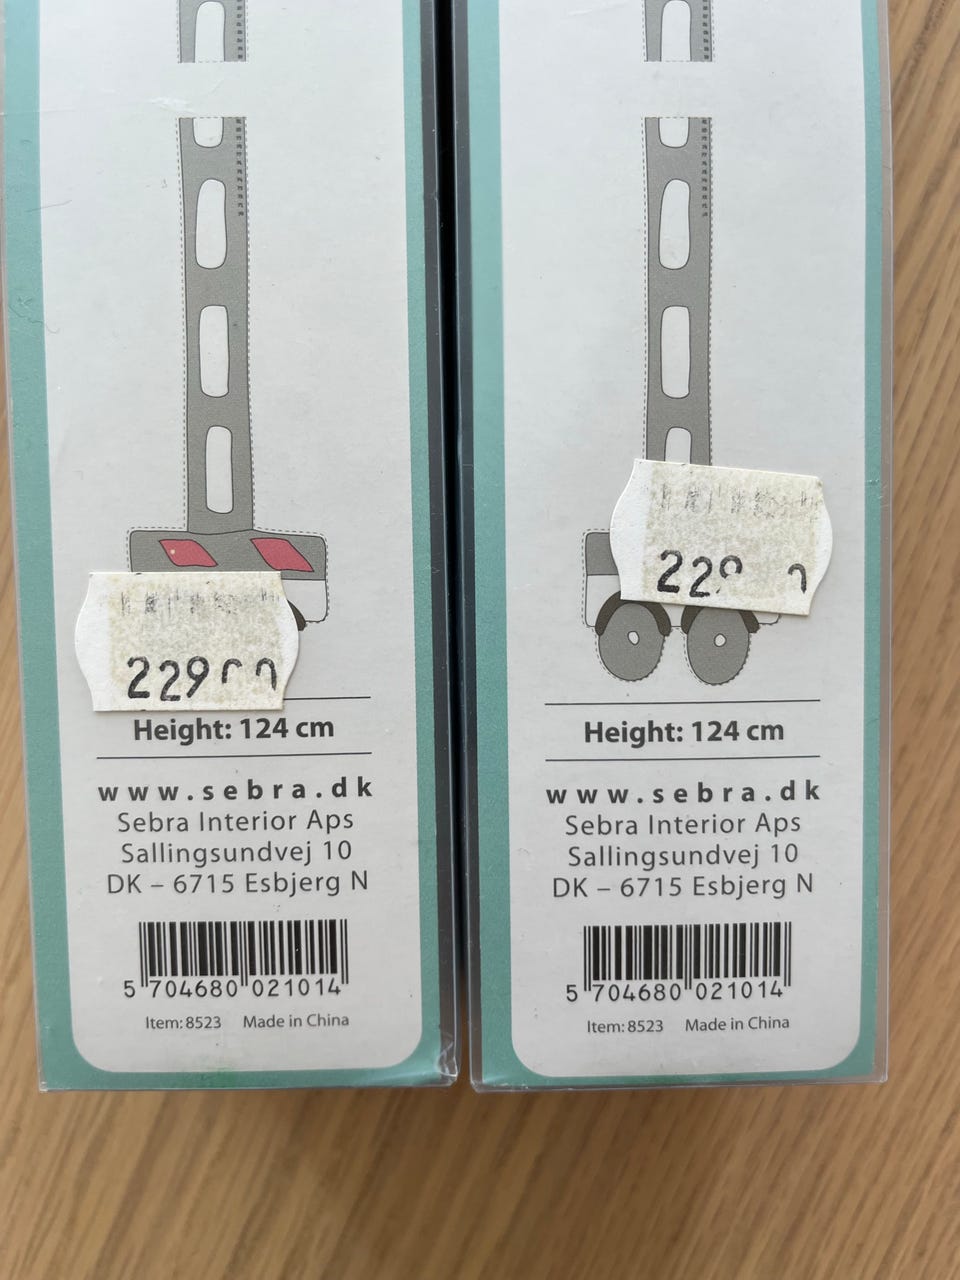 229
Height: 124 cm
www.sebra.dk
Sebra Interior Aps
Sallingsundvej 10
DK – 6715 Esbjerg N
5 704680 021014
Item: 8523 Made in China
229
Height: 124 cm
www.sebra.dk
Sebra Interior Aps
Sallingsundvej 10
DK – 6715 Esbjerg N
5 704680 021014
Item: 8523 Made in China